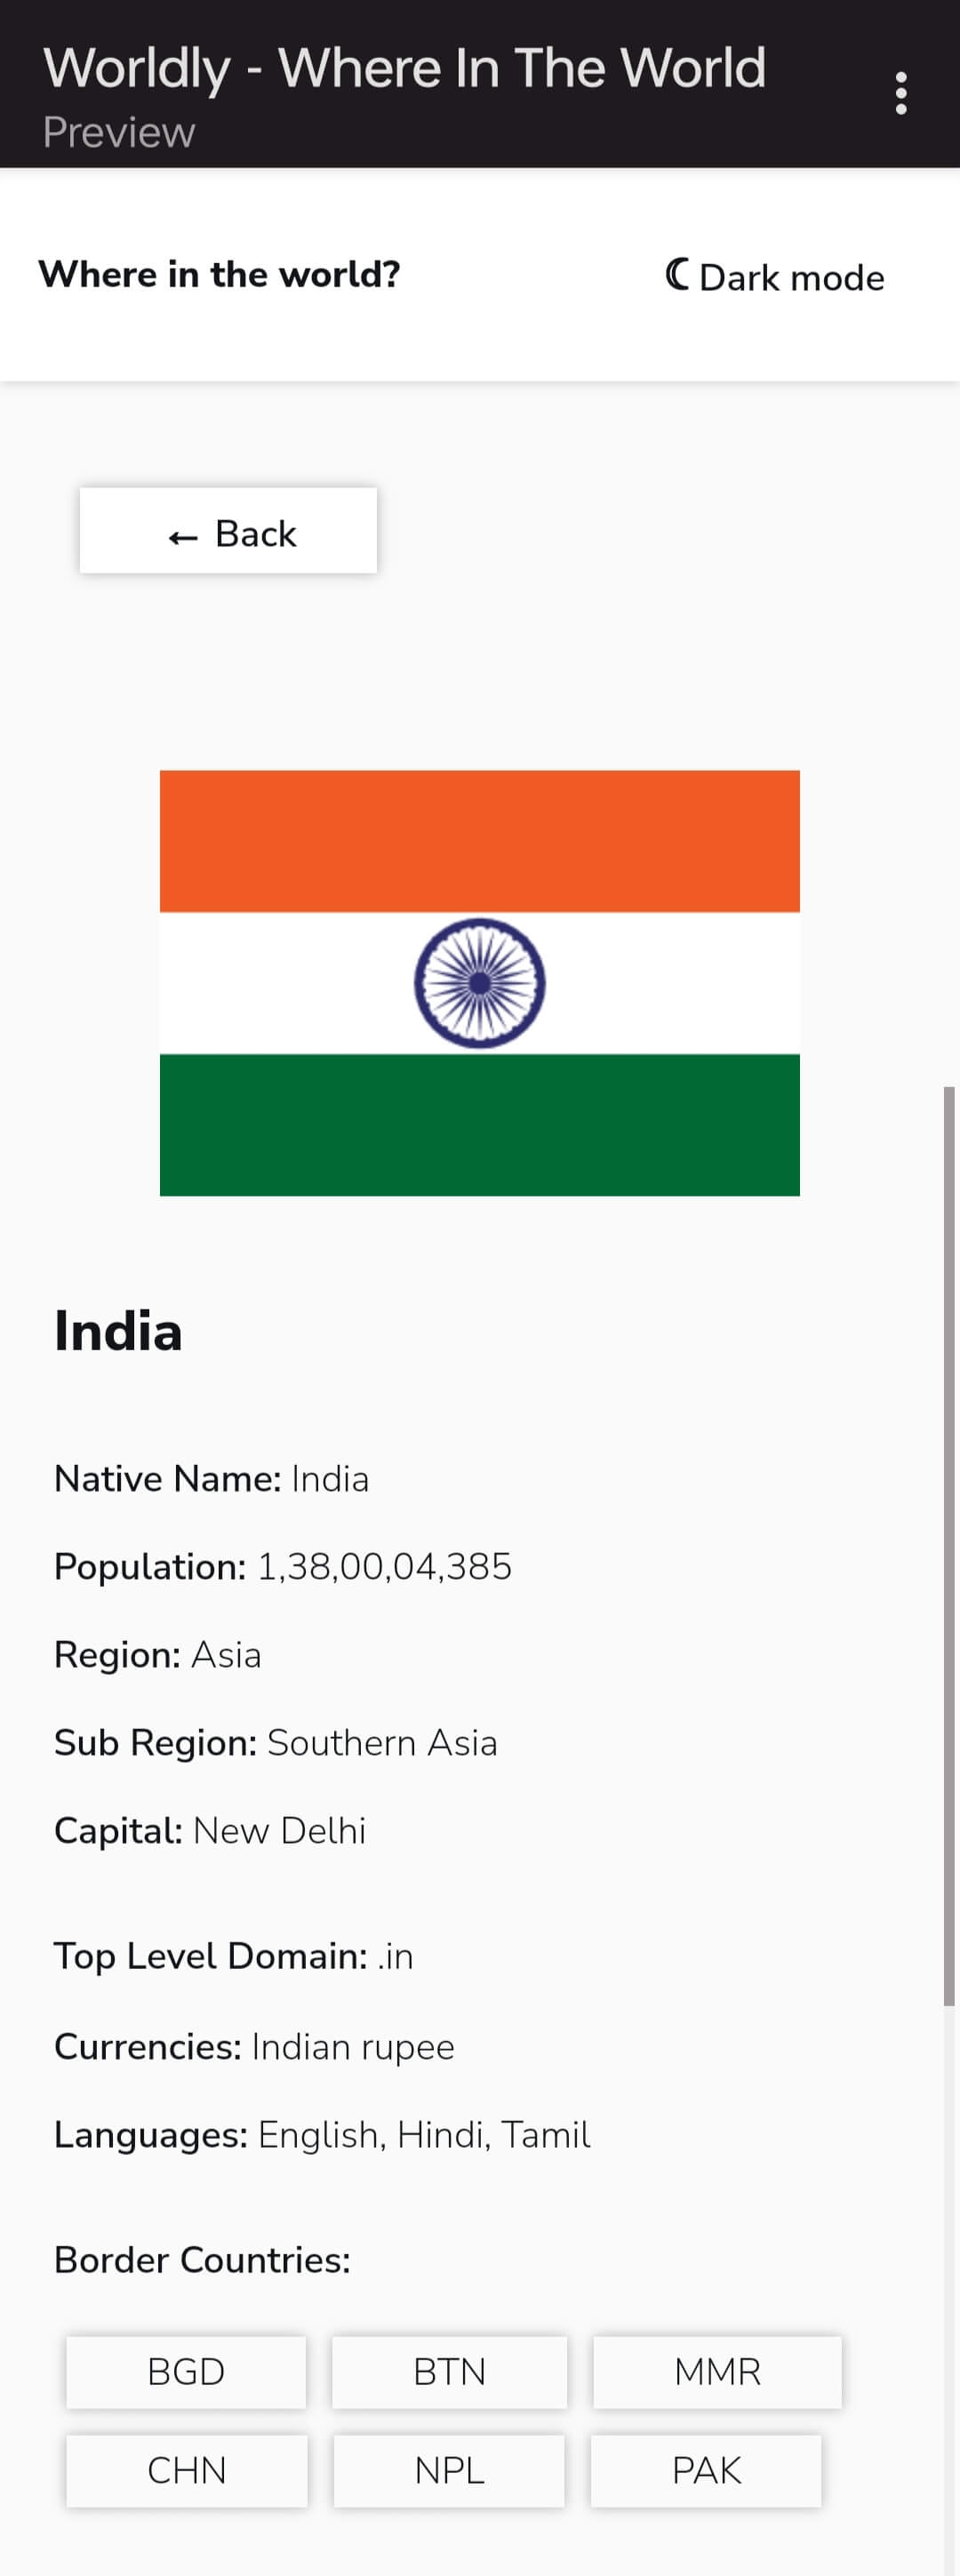 Worldly - Where In The World
Preview
Where in the world?
Dark mode
← Back
India
Native Name: India
Population: 1,38,00,04,385
Region: Asia
Sub Region: Southern Asia
Capital: New Delhi
Top Level Domain: .in
Currencies: Indian rupee
Languages: English, Hindi, Tamil
Border Countries:
BGD BTN MMR
CHN NPL PAK